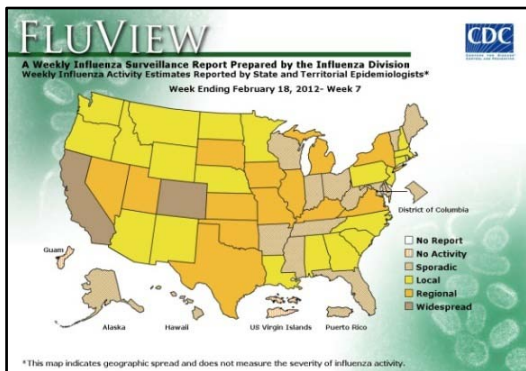 FLUVIEW
CDC
A Weekly Influenza Surveillance Report Prepared by the Influenza Division
Weekly Influenza Activity Estimates Reported by State and Territorial Epidemiologists*
Week Ending February 18, 2012- Week 7
District of Columbia
No Report
No Activity
Sporadic
Local
Regional
Widespread
Guam
Alaska
Hawaii
US Virgin Islands
Puerto Rico
*This map indicates geographic spread and does not measure the severity of influenza activity.